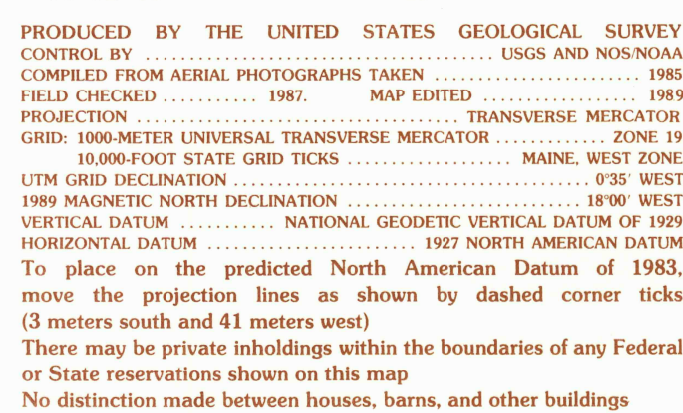 PRODUCED BY THE UNITED STATES GEOLOGICAL SURVEY
CONTROL BY ........................................ USGS AND NOS/NOAA
COMPILED FROM AERIAL PHOTOGRAPHS TAKEN ........................ 1985
FIELD CHECKED ........... 1987. MAP EDITED .................. 1989
PROJECTION ..................................... TRANSVERSE MERCATOR
GRID: 1000-METER UNIVERSAL TRANSVERSE MERCATOR ............. ZONE 19
10,000-FOOT STATE GRID TICKS ................... MAINE, WEST ZONE
UTM GRID DECLINATION ......................................... 0°35′ WEST
1989 MAGNETIC NORTH DECLINATION ............................. 18°00′ WEST
VERTICAL DATUM ........... NATIONAL GEODETIC VERTICAL DATUM OF 1929
HORIZONTAL DATUM ........................ 1927 NORTH AMERICAN DATUM
To place on the predicted North American Datum of 1983,
move the projection lines as shown by dashed corner ticks
(3 meters south and 41 meters west)
There may be private inholdings within the boundaries of any Federal
or State reservations shown on this map
No distinction made between houses, barns, and other buildings